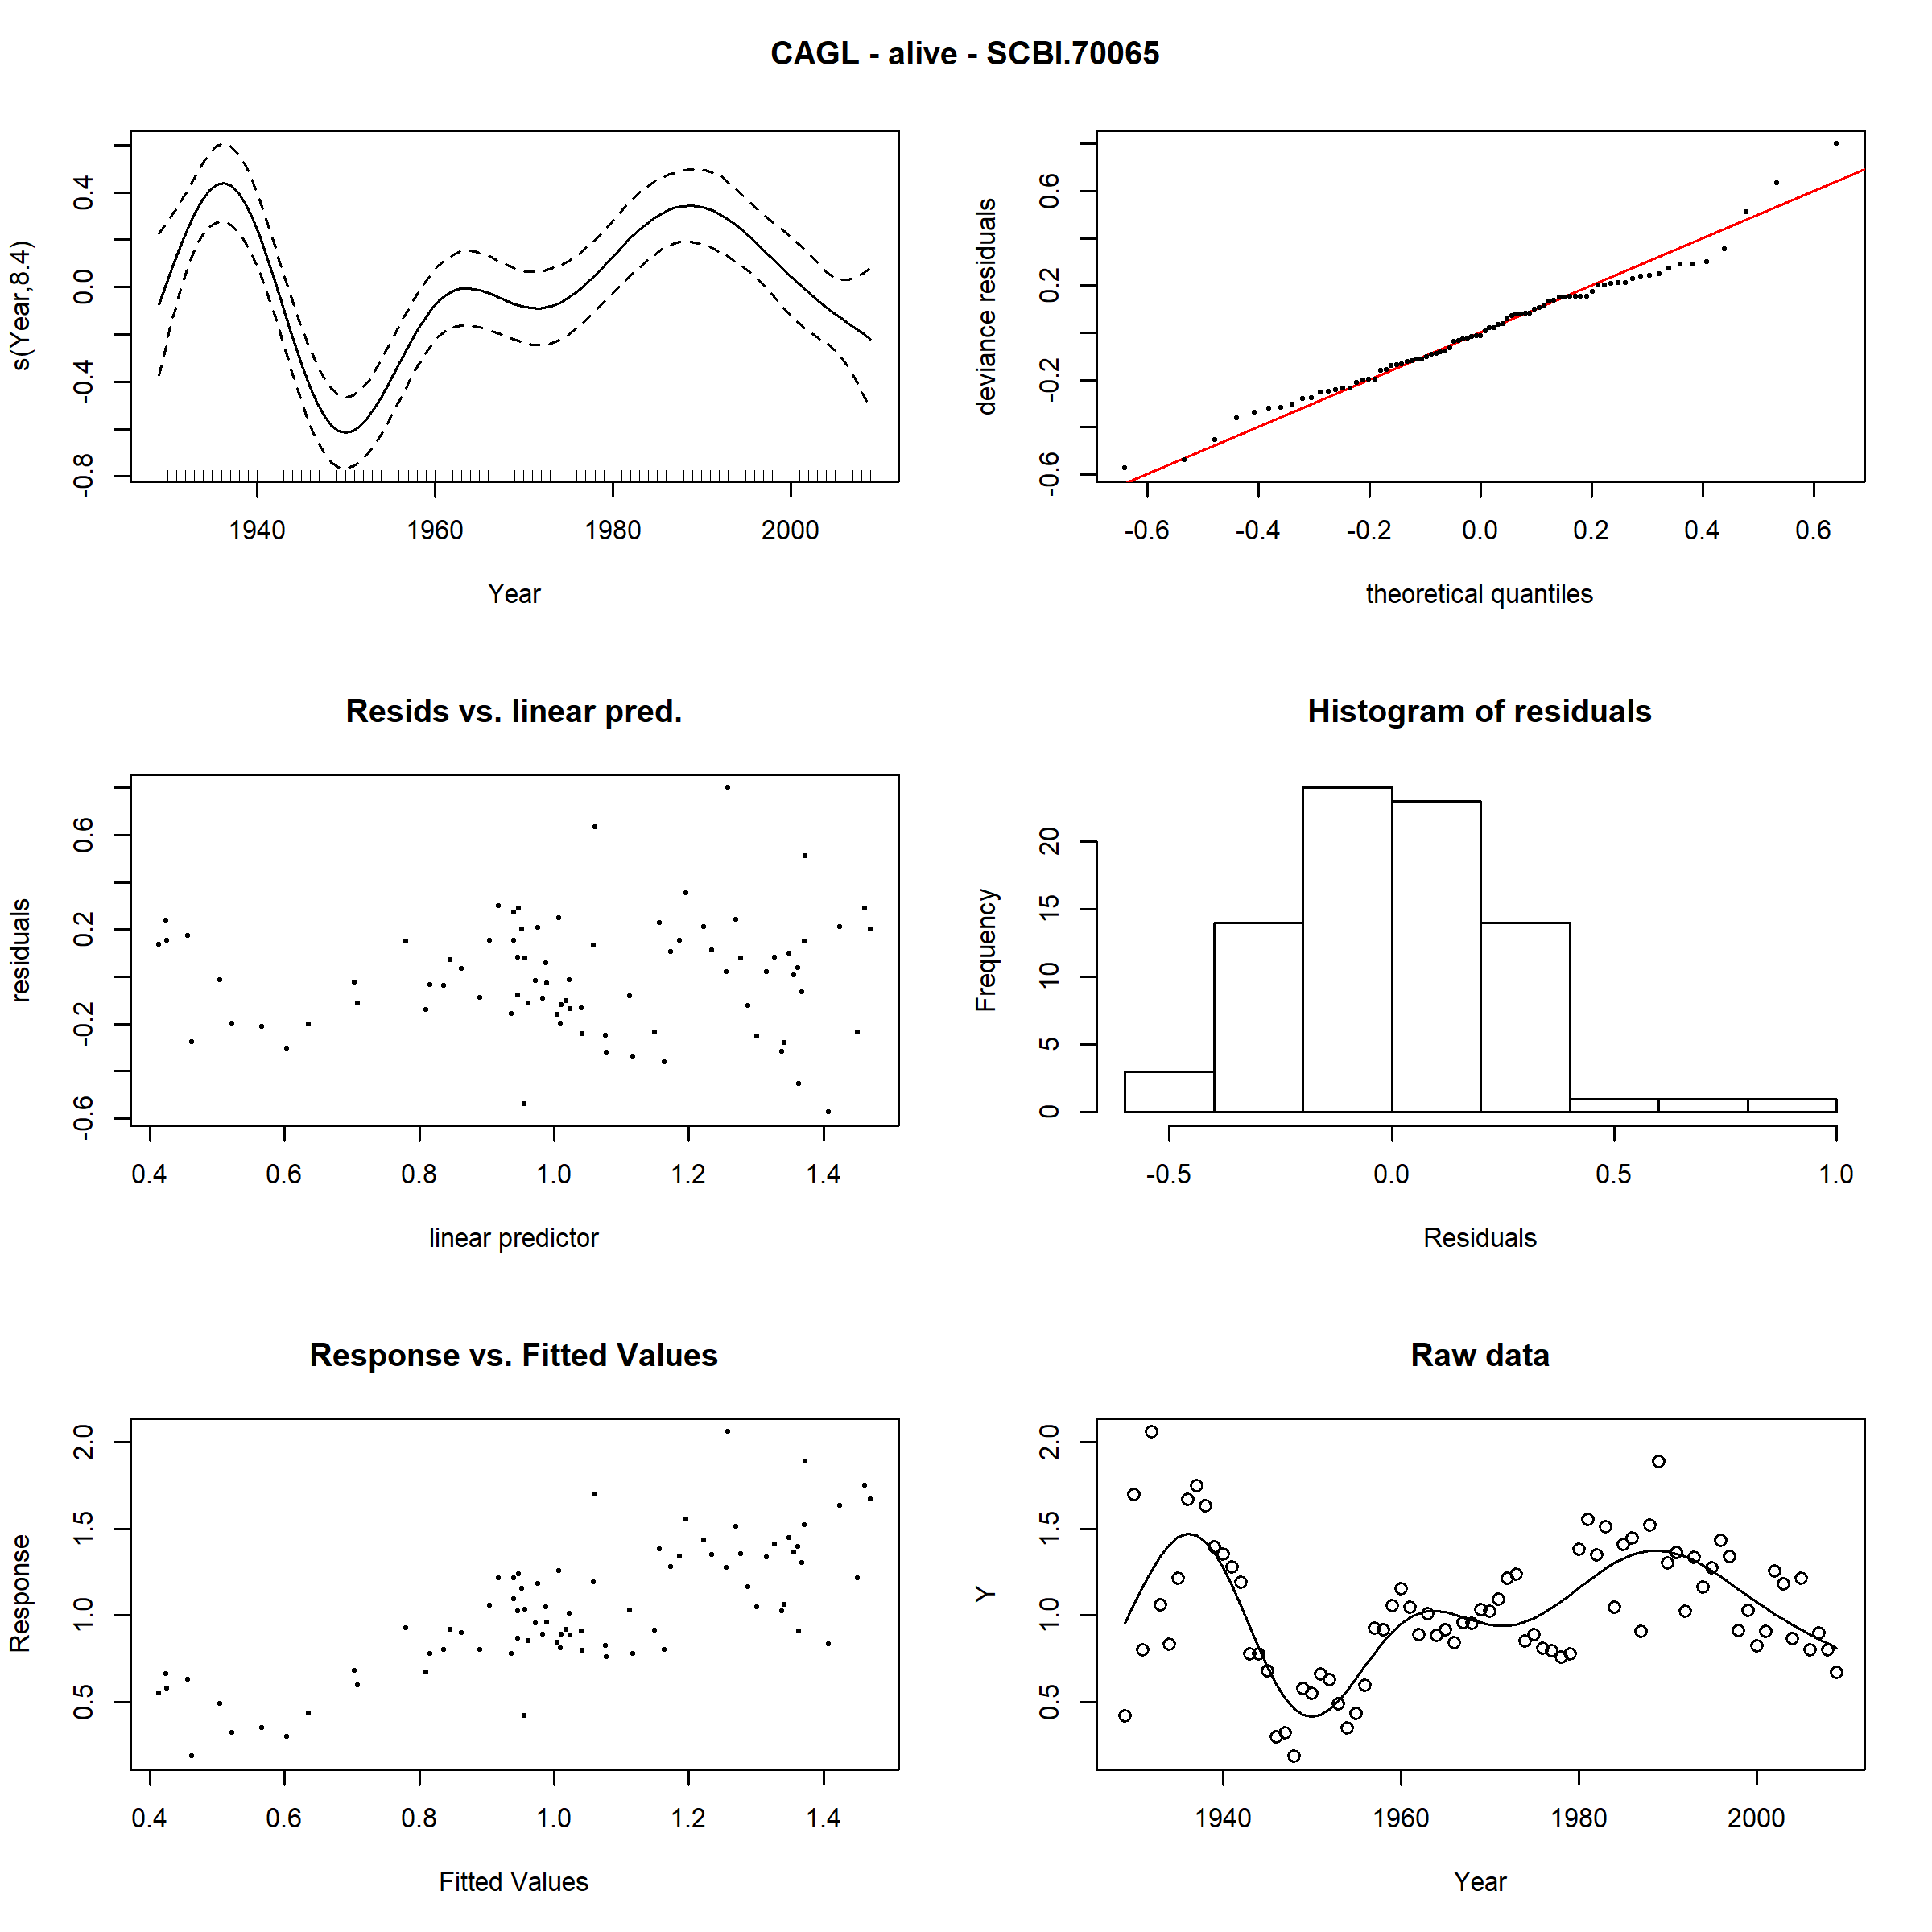 CAGL - alive - SCBI.70065
s(Year,8.4)
-0.8 -0.4 0.0 0.4
1940 1960 1980 2000
Year
deviance residuals
-0.6 -0.2 0.2 0.6
-0.6 -0.4 -0.2 0.0 0.2 0.4 0.6
theoretical quantiles
Resids vs. linear pred.
residuals
-0.6 -0.2 0.2 0.6
0.4 0.6 0.8 1.0 1.2 1.4
linear predictor
Histogram of residuals
Frequency
0 5 10 15 20
-0.5 0.0 0.5 1.0
Residuals
Response vs. Fitted Values
Response
0.5 1.0 1.5 2.0
0.4 0.6 0.8 1.0 1.2 1.4
Fitted Values
Raw data
Y
0.5 1.0 1.5 2.0
1940 1960 1980 2000
Year